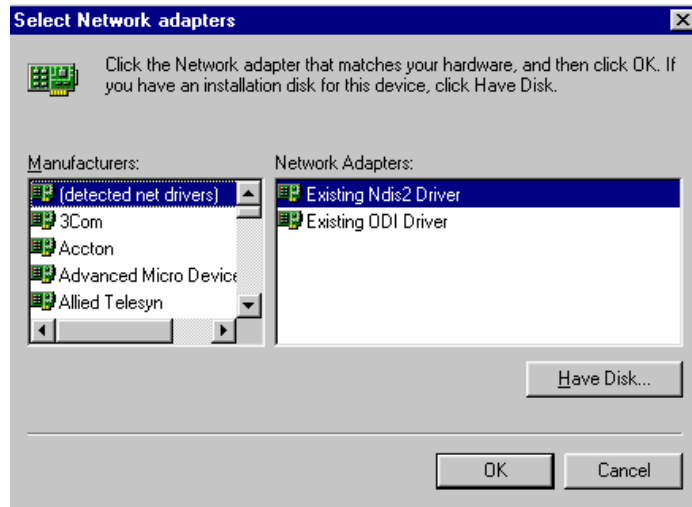 Select Network adapters
Click the Network adapter that matches your hardware, and then click OK. If
you have an installation disk for this device, click Have Disk.
Manufacturers:
(detected net drivers)
3Com
Accton
Advanced Micro Device
Allied Telesyn
Network Adapters:
Existing Ndis2 Driver
Existing ODI Driver
Have Disk...
OK
Cancel